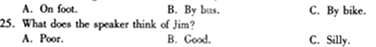 A. On foot. B. By bus. C. By bike.
25. What does the speaker think of Jim?
A. Poor. B. Good. C. Silly.